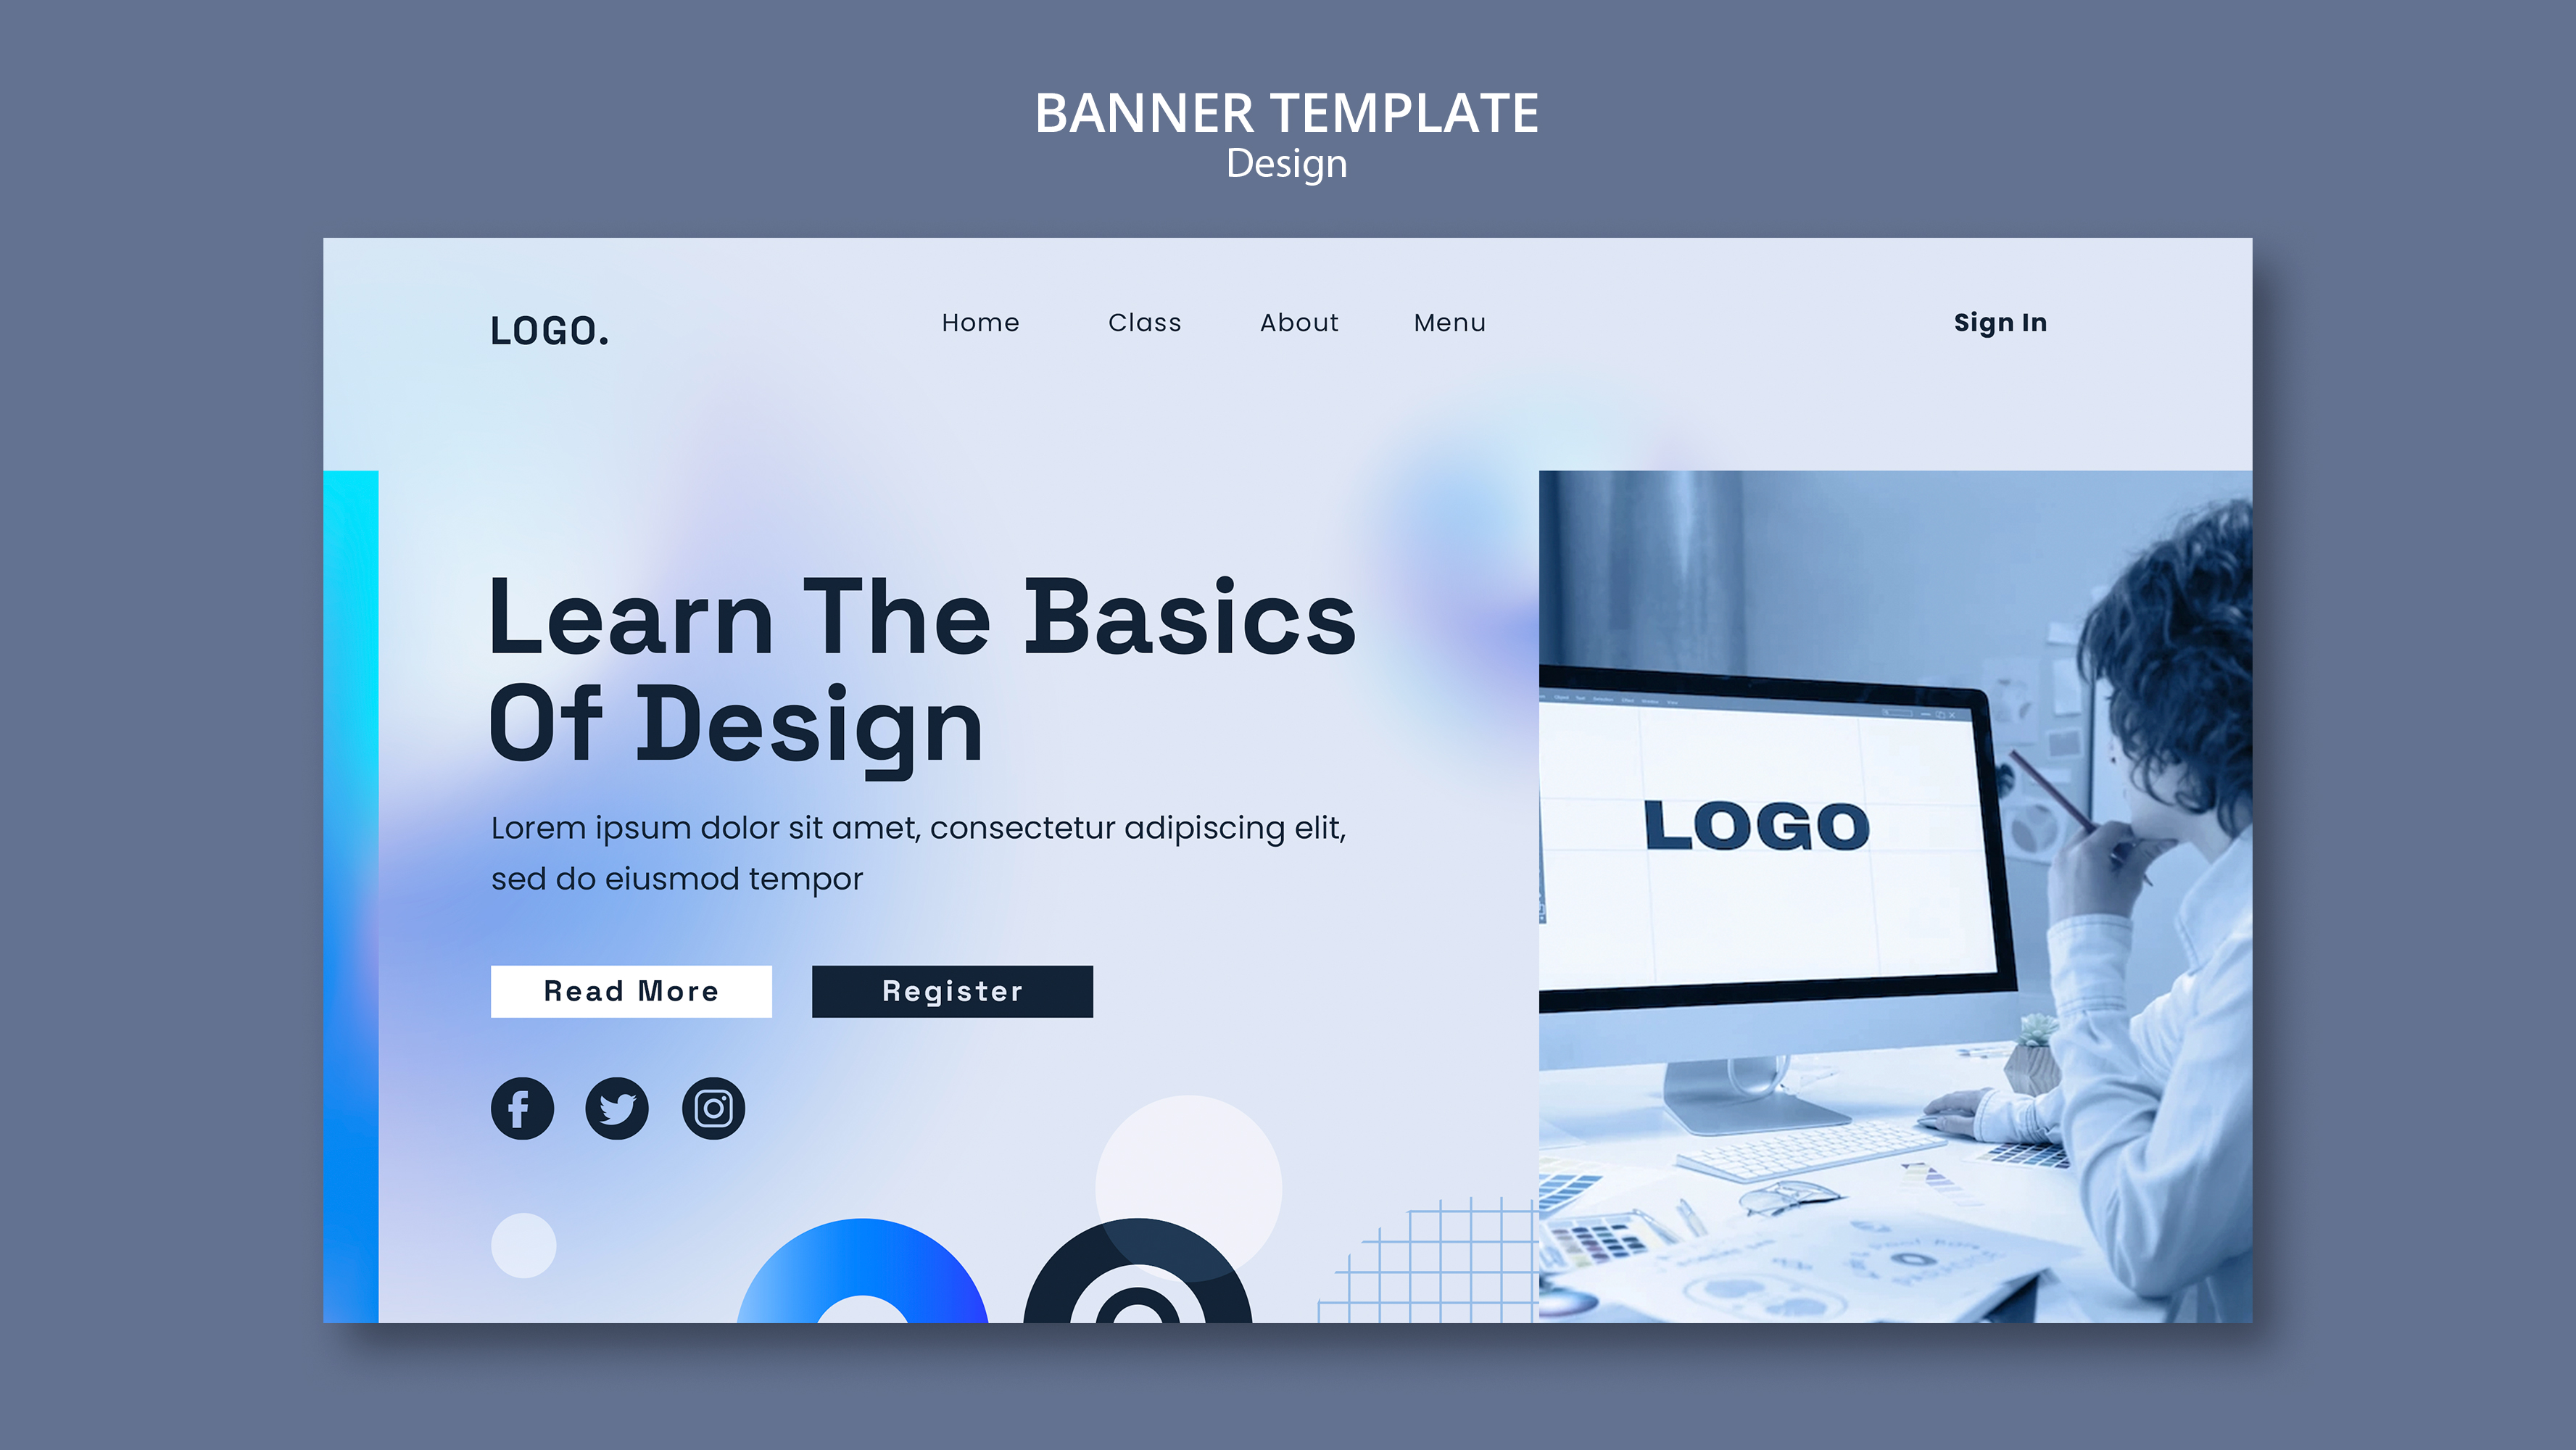 BANNER TEMPLATE
Design
LOGO.
Home Class About Menu Sign In
Learn The Basics
Of Design
Lorem ipsum dolor sit amet, consectetur adipiscing elit,
sed do eiusmod tempor
Read More Register
LOGO